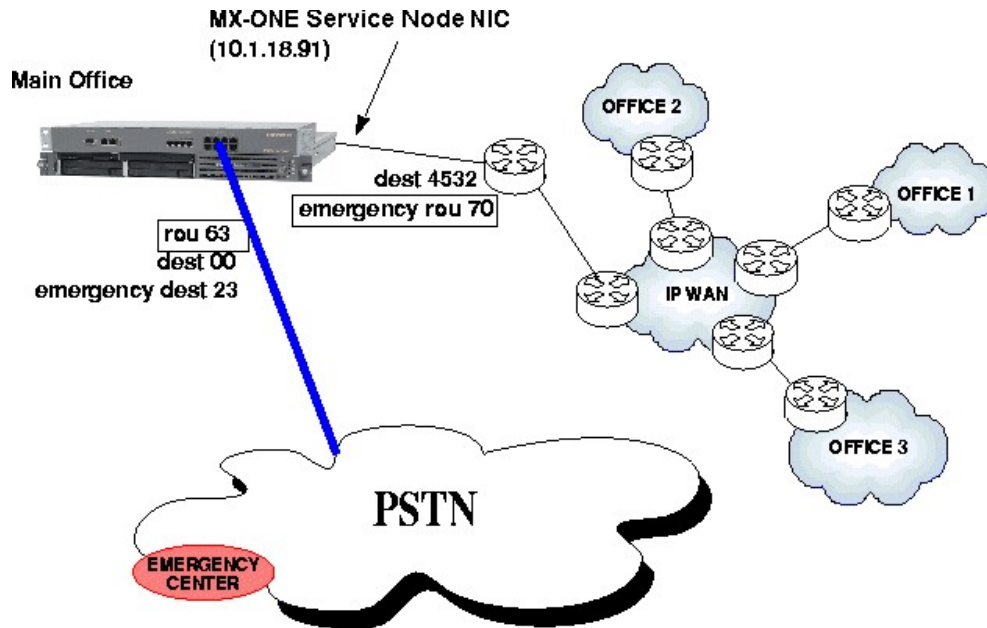 MX-ONE Service Node NIC
(10.1.18.91)
Main Office
OFFICE 2
OFFICE 1
dest 4532
emergency rou 70
rou 63
dest 00
emergency dest 23
IP WAN
OFFICE 3
PSTN
EMERGENCY
CENTER